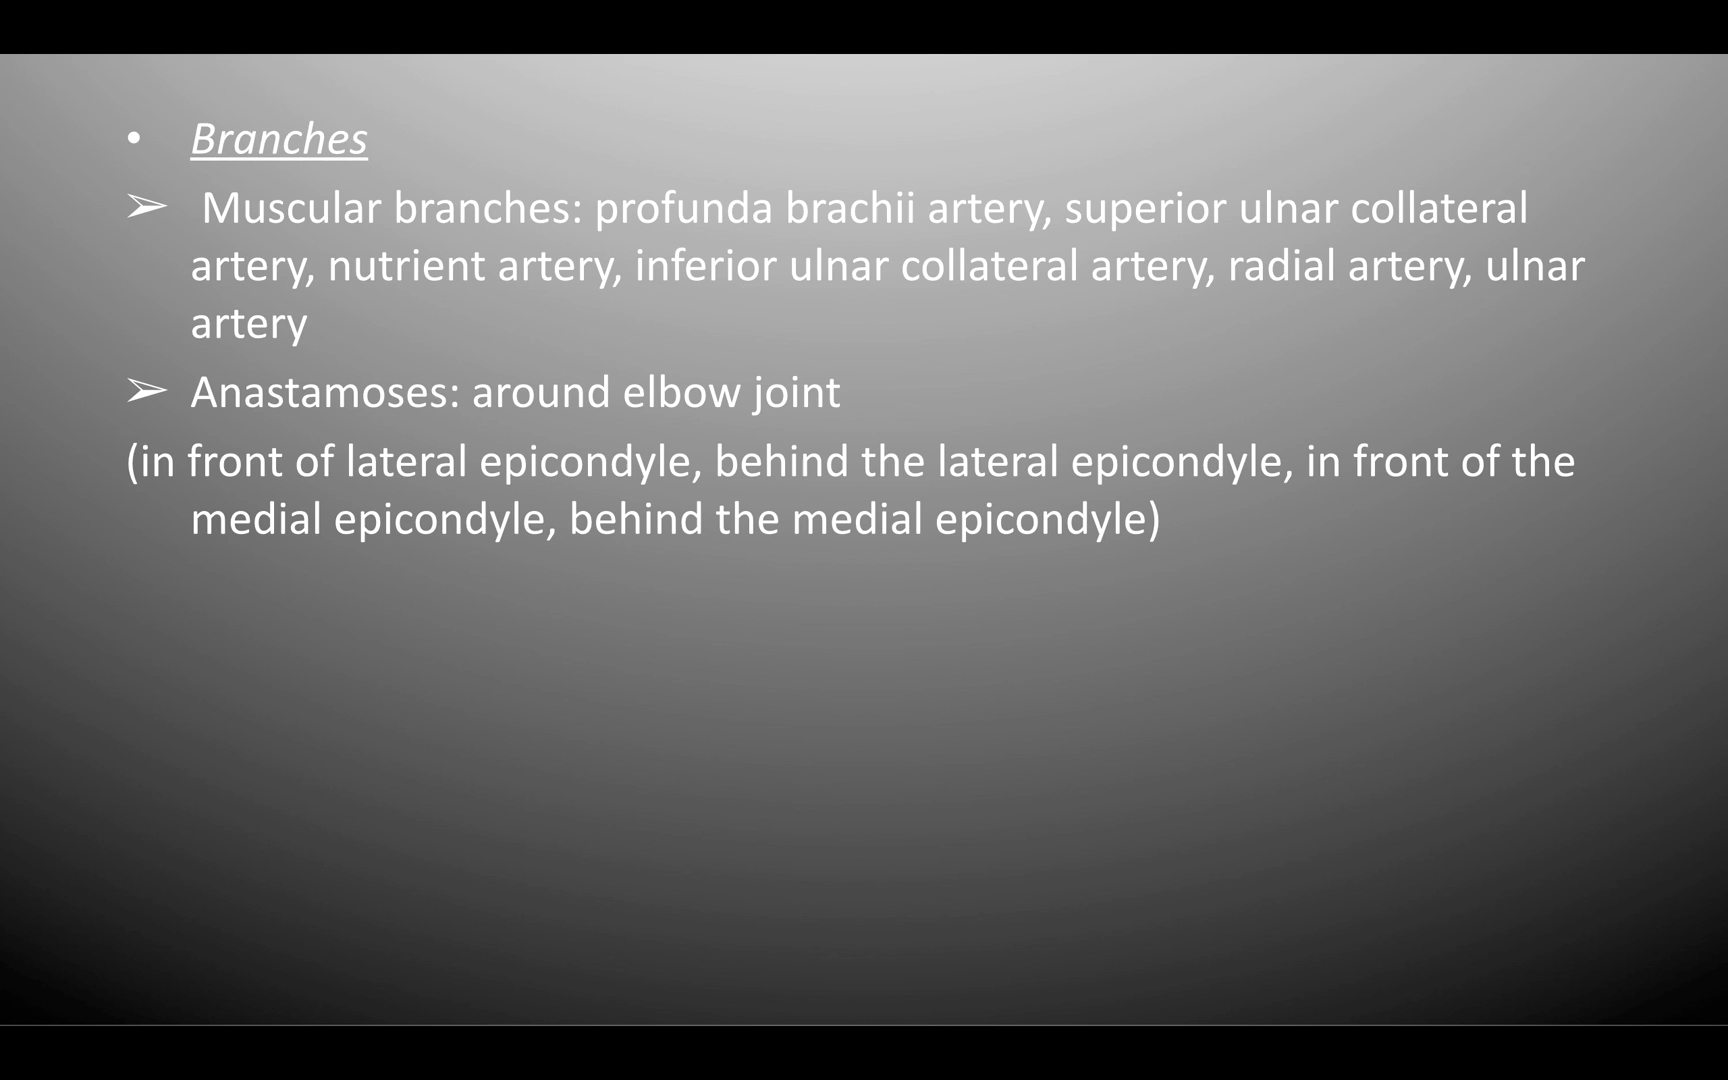 • Branches
➢ Muscular branches: profunda brachii artery, superior ulnar collateral
artery, nutrient artery, inferior ulnar collateral artery, radial artery, ulnar
artery
➢ Anastamoses: around elbow joint
(in front of lateral epicondyle, behind the lateral epicondyle, in front of the
medial epicondyle, behind the medial epicondyle)